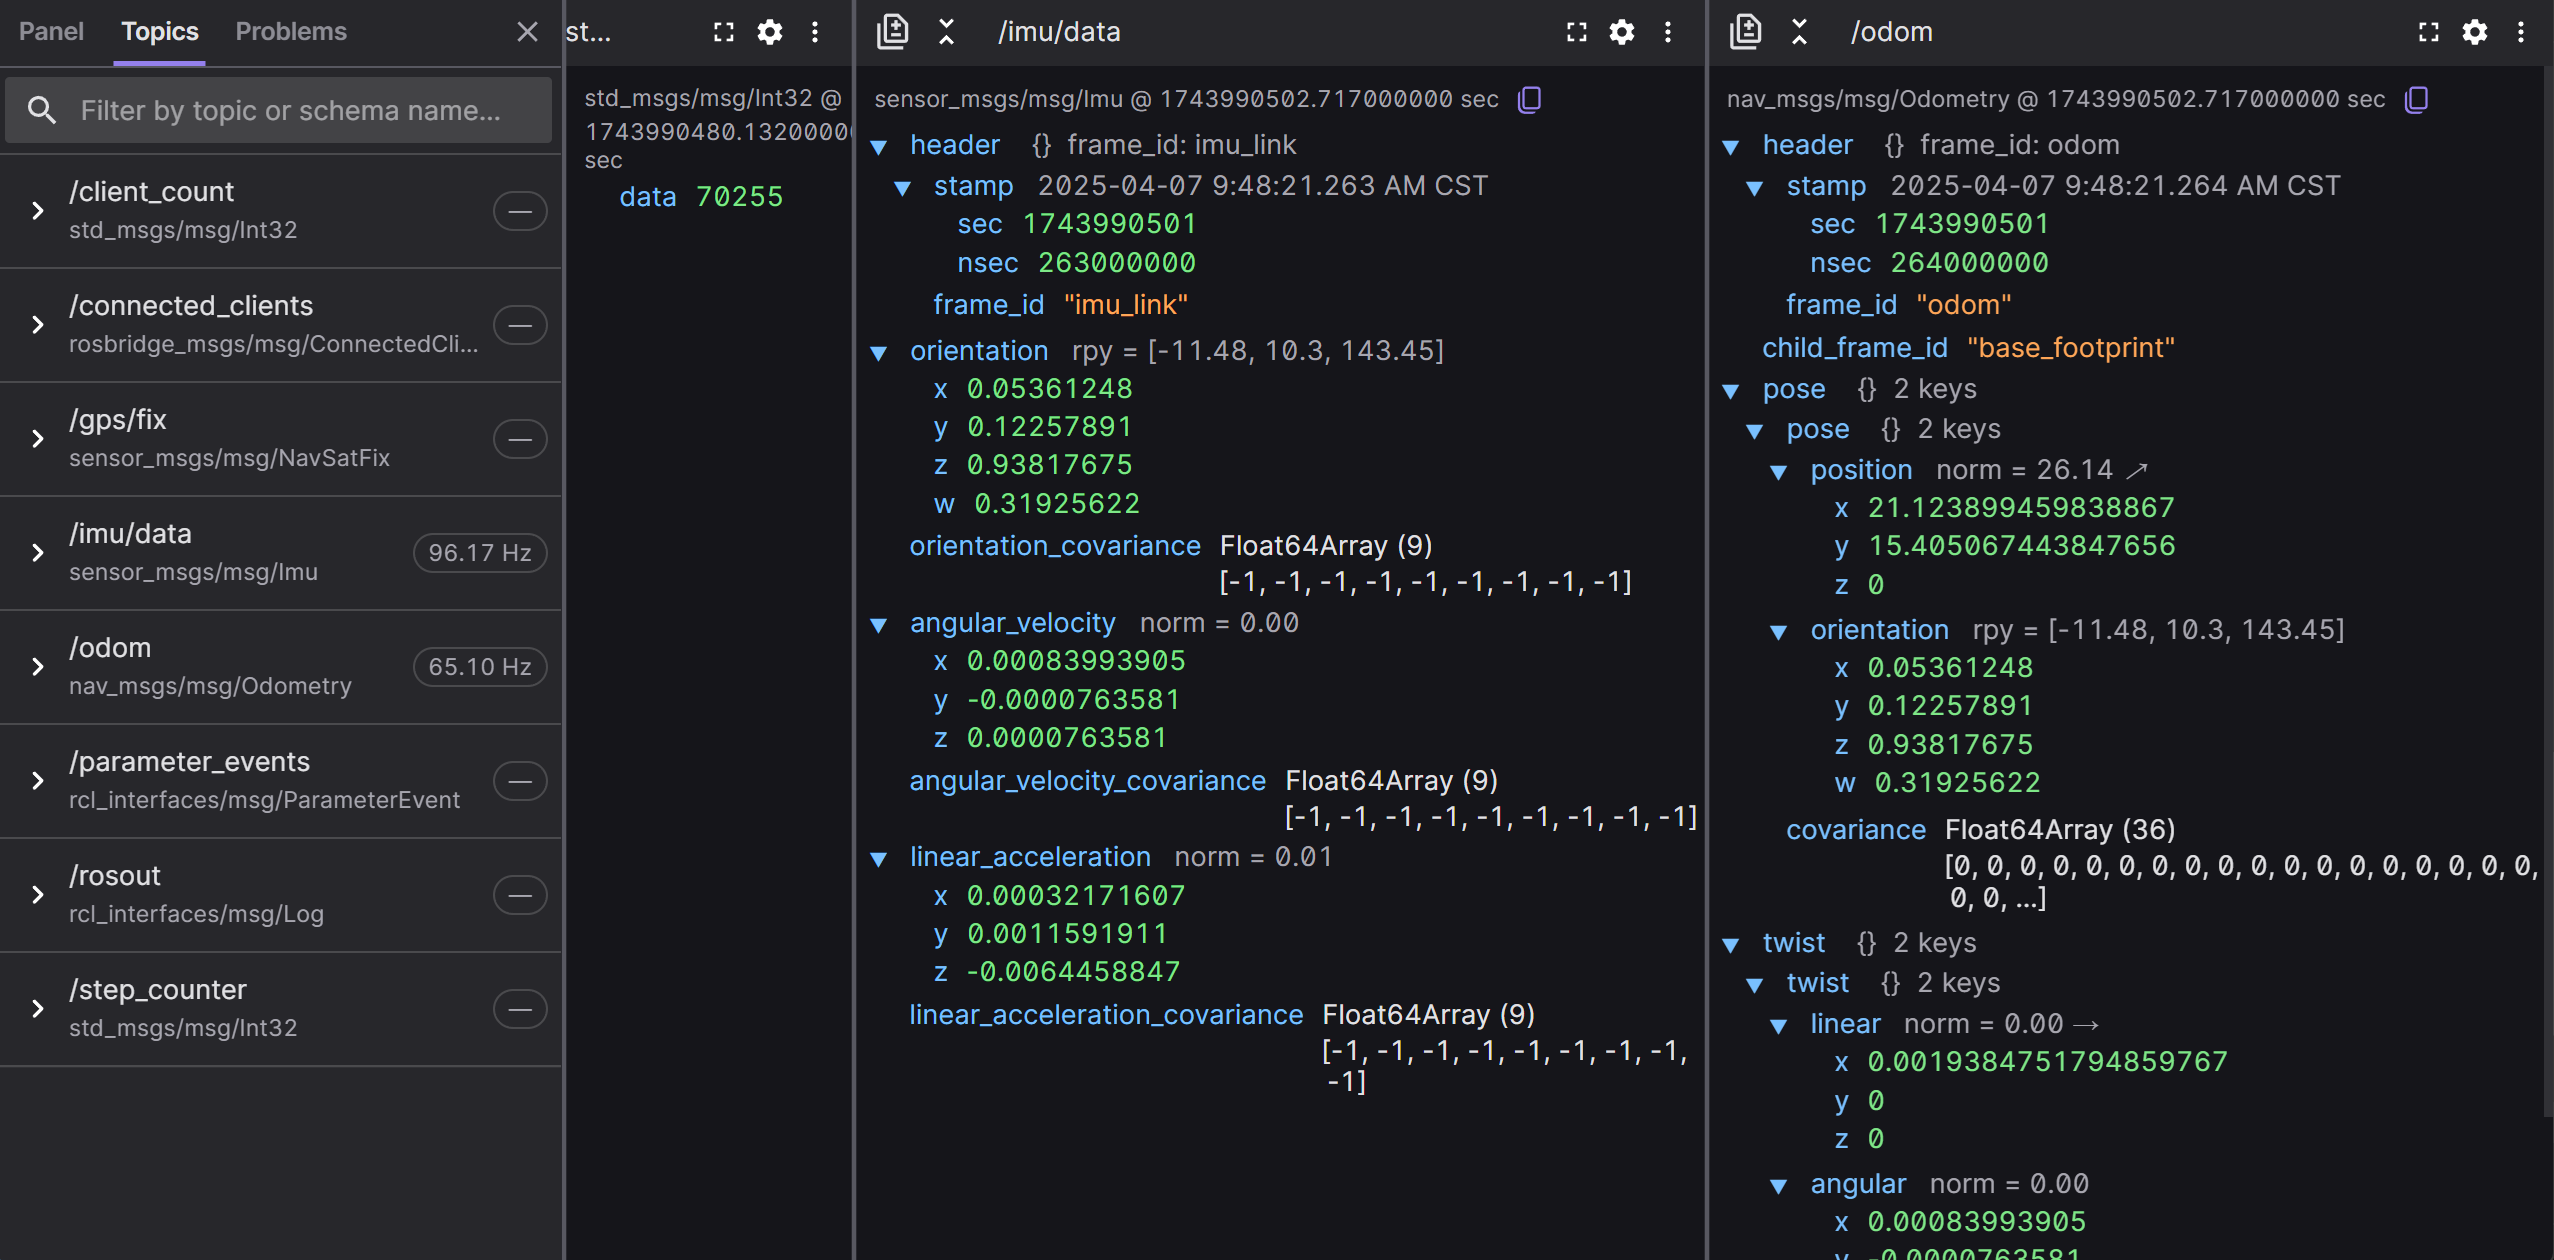 Panel Topics Problems
Filter by topic or schema name...
/client_count
std_msgs/msg/Int32
—
/connected_clients
rosbridge_msgs/msg/ConnectedCli...
—
/gps/fix
sensor_msgs/msg/NavSatFix
—
/imu/data
sensor_msgs/msg/Imu
96.17 Hz
/odom
nav_msgs/msg/Odometry
65.10 Hz
/parameter_events
rcl_interfaces/msg/ParameterEvent
—
/rosout
rcl_interfaces/msg/Log
—
/step_counter
std_msgs/msg/Int32
—
st...
std_msgs/msg/Int32 @
1743990480.13200000
sec
data 70255
/imu/data
sensor_msgs/msg/Imu @ 1743990502.717000000 sec
header {} frame_id: imu_link
stamp 2025-04-07 9:48:21.263 AM CST
sec 1743990501
nsec 263000000
frame_id "imu_link"
orientation rpy = [-11.48, 10.3, 143.45]
x 0.05361248
y 0.12257891
z 0.93817675
w 0.31925622
orientation_covariance Float64Array (9)
[-1, -1, -1, -1, -1, -1, -1, -1, -1]
angular_velocity norm = 0.00
x 0.00083993905
y -0.0000763581
z 0.0000763581
angular_velocity_covariance Float64Array (9)
[-1, -1, -1, -1, -1, -1, -1, -1, -1]
linear_acceleration norm = 0.01
x 0.00032171607
y 0.0011591911
z -0.0064458847
linear_acceleration_covariance Float64Array (9)
[-1, -1, -1, -1, -1, -1, -1, -1,
-1]
/odom
nav_msgs/msg/Odometry @ 1743990502.717000000 sec
header {} frame_id: odom
stamp 2025-04-07 9:48:21.264 AM CST
sec 1743990501
nsec 264000000
frame_id "odom"
child_frame_id "base_footprint"
pose {} 2 keys
pose {} 2 keys
position norm = 26.14 ↗
x 21.123899459838867
y 15.405067443847656
z 0
orientation rpy = [-11.48, 10.3, 143.45]
x 0.05361248
y 0.12257891
z 0.93817675
w 0.31925622
covariance Float64Array (36)
[0, 0, 0, 0, 0, 0, 0, 0, 0, 0, 0, 0, 0, 0, 0, 0, 0, 0,
0, 0, ...]
twist {} 2 keys
twist {} 2 keys
linear norm = 0.00 →
x 0.0019384751794859767
y 0
z 0
angular norm = 0.00
x 0.00083993905
y -0.0000763581